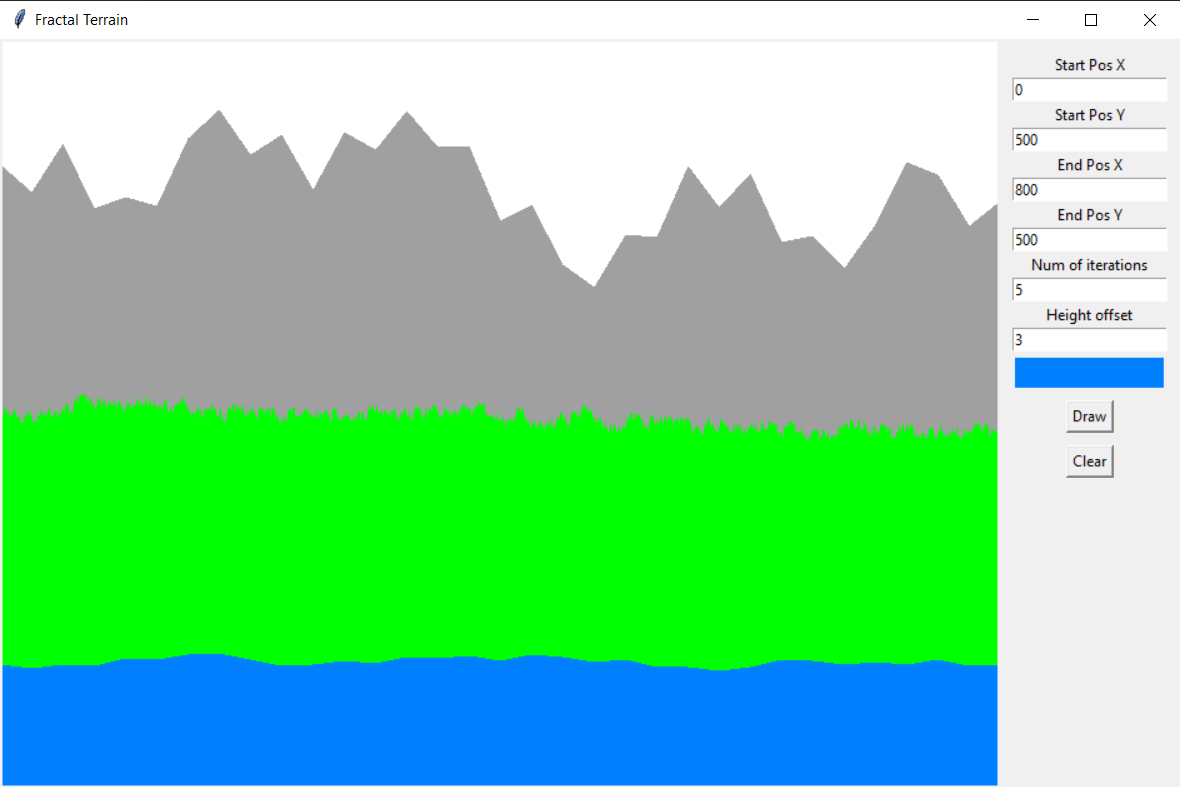 Fractal Terrain
Start Pos X
0
Start Pos Y
500
End Pos X
800
End Pos Y
500
Num of iterations
5
Height offset
3
Draw
Clear